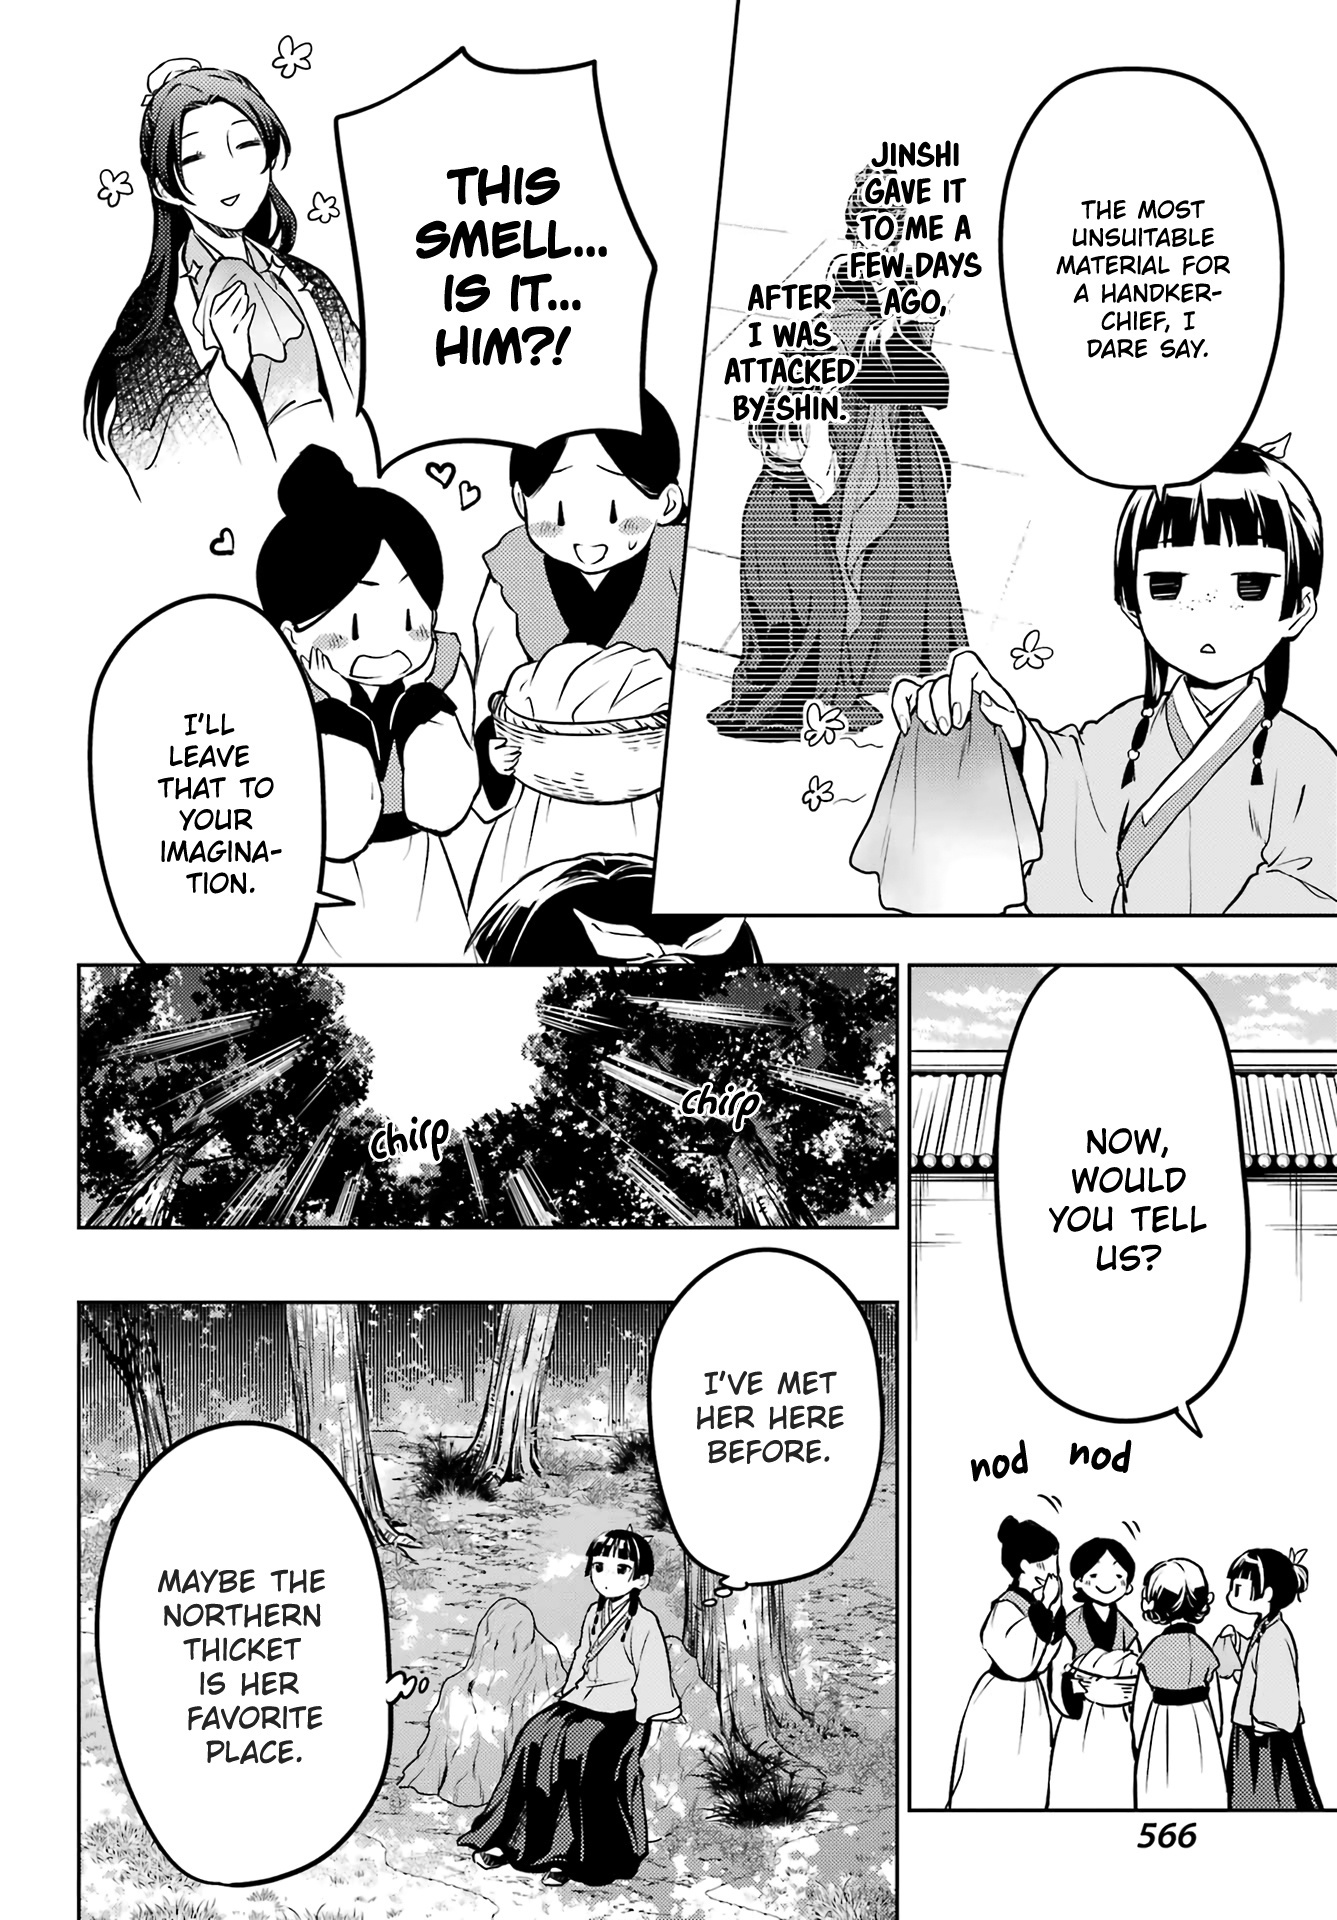 THE MOST
UNSUITABLE
MATERIAL FOR
A HANDKER-
CHIEF, I
DARE SAY.
JINSHI
GAVE IT
TO ME A
FEW DAYS
AGO,
AFTER
I WAS
ATTACKED
BY SHIN.
THIS
SMELL...
IS IT...
HIM?!
I'LL
LEAVE
THAT TO
YOUR
IMAGINA-
TION.
NOW,
WOULD
YOU TELL
US?
nod
nod
chirp
chirp
I'VE MET
HER HERE
BEFORE.
MAYBE THE
NORTHERN
THICKET
IS HER
FAVORITE
PLACE.
566